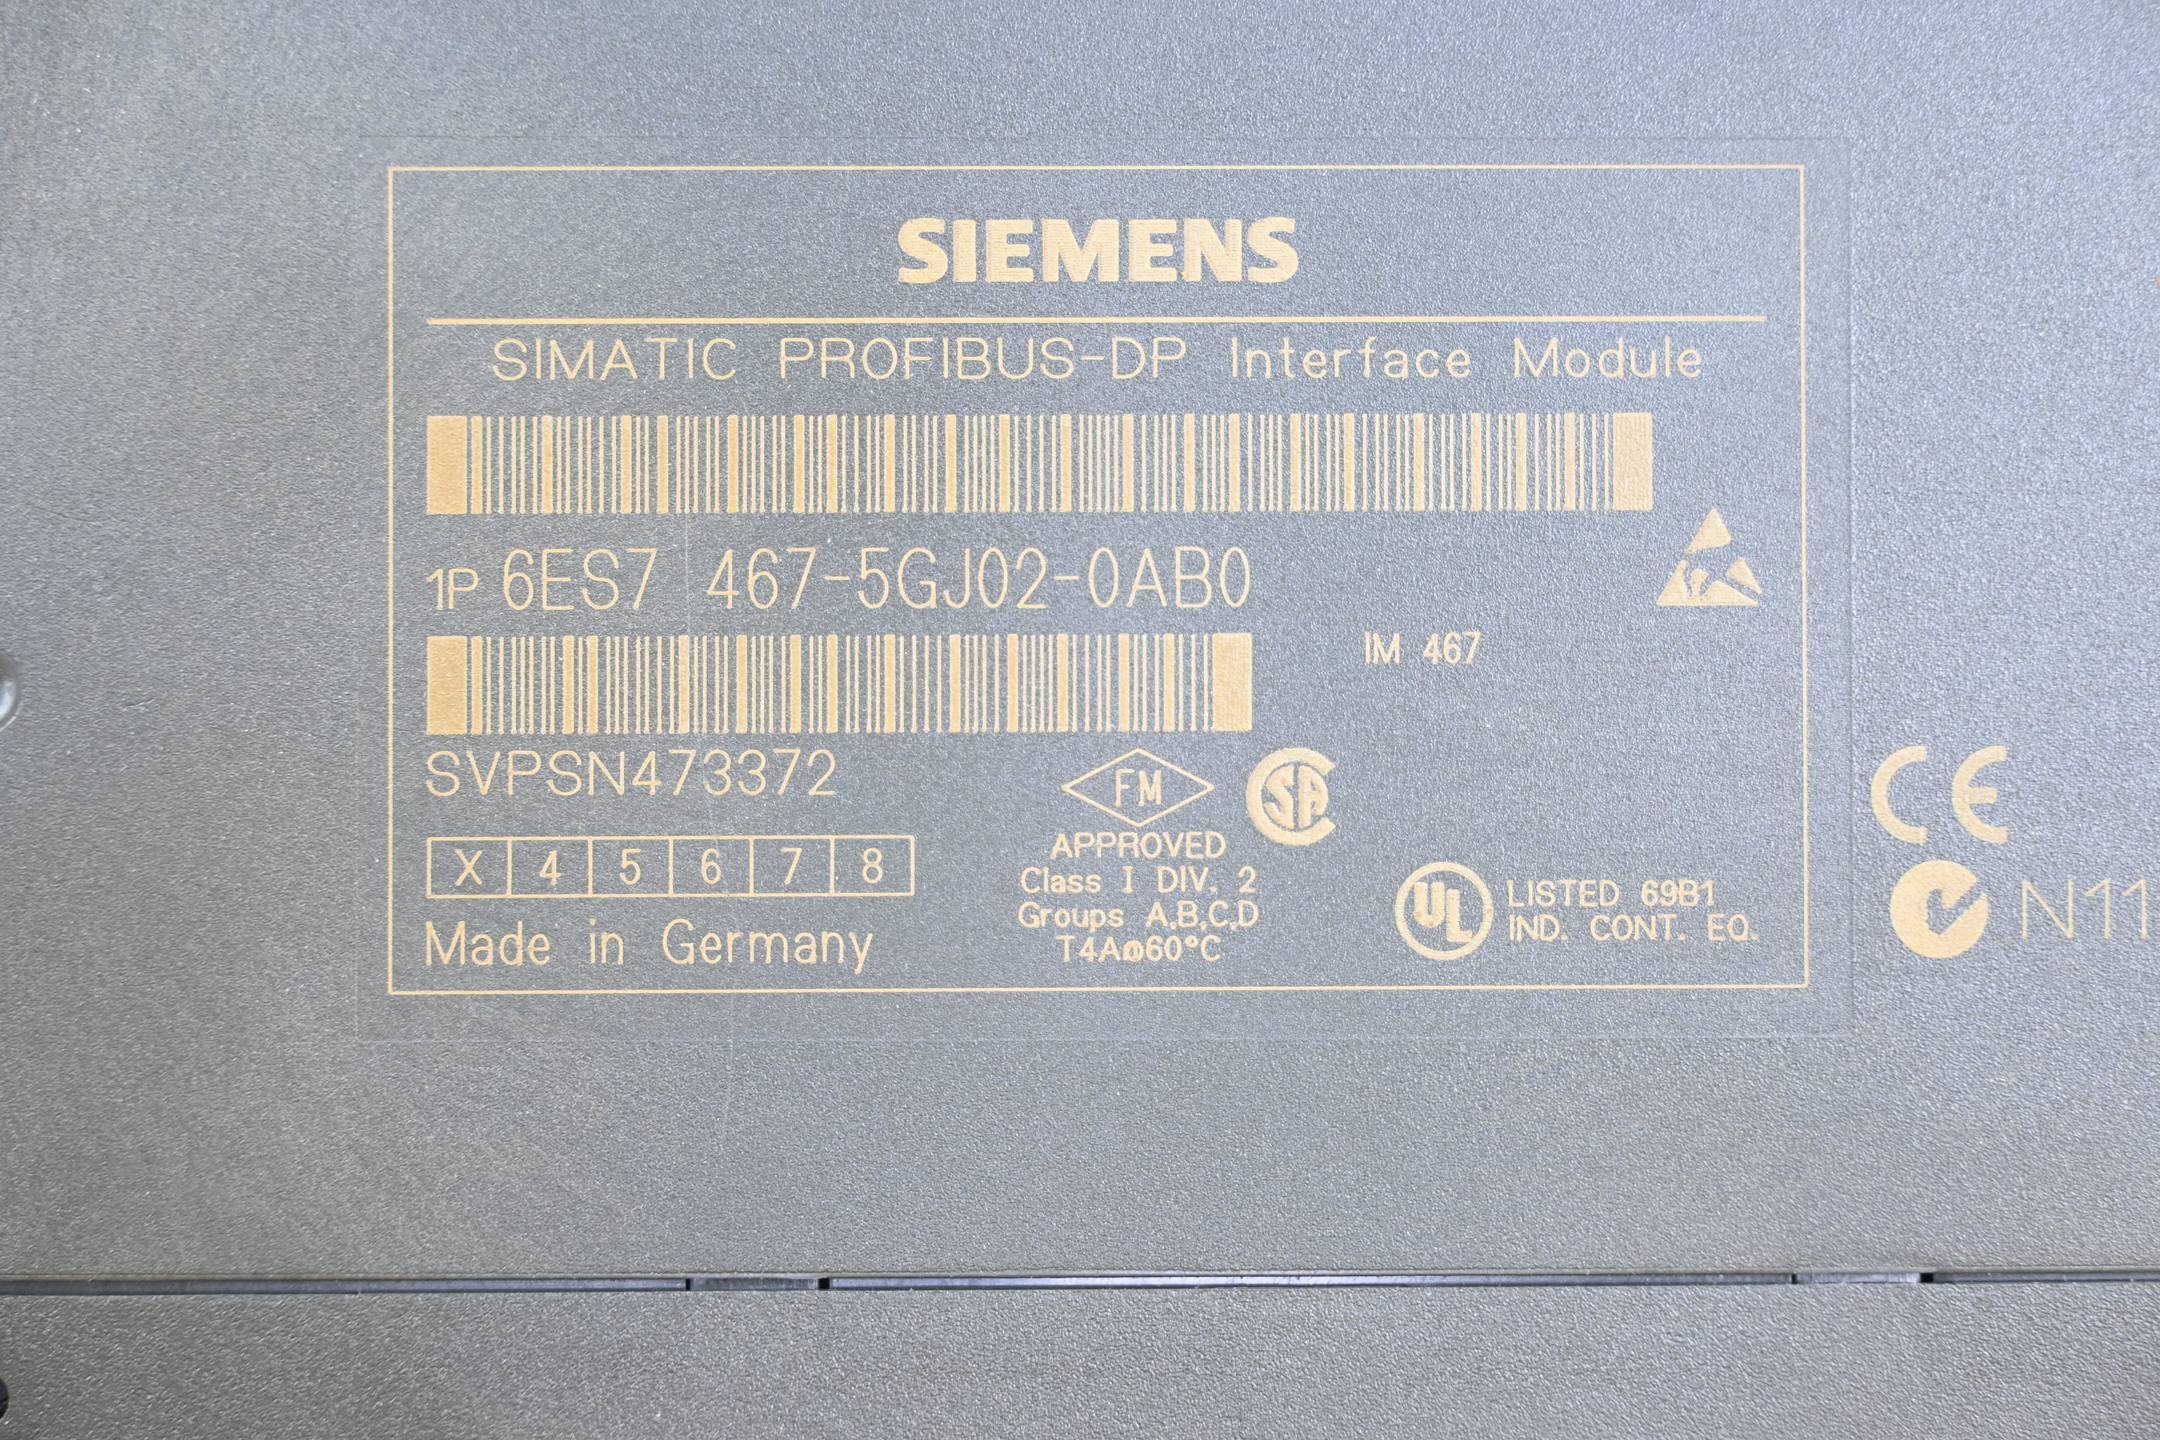 SIEMENS
SIMATIC PROFIBUS-DP Interface Module
1P 6ES7 467-5GJ02-0AB0
IM 467
SVPSN473372
FM
APPROVED
Class I DIV. 2
Groups A,B,C,D
T4A@60°C
SA
X 4 5 6 7 8
Made in Germany
UL LISTED 69B1
IND. CONT. EQ.
CE
N11